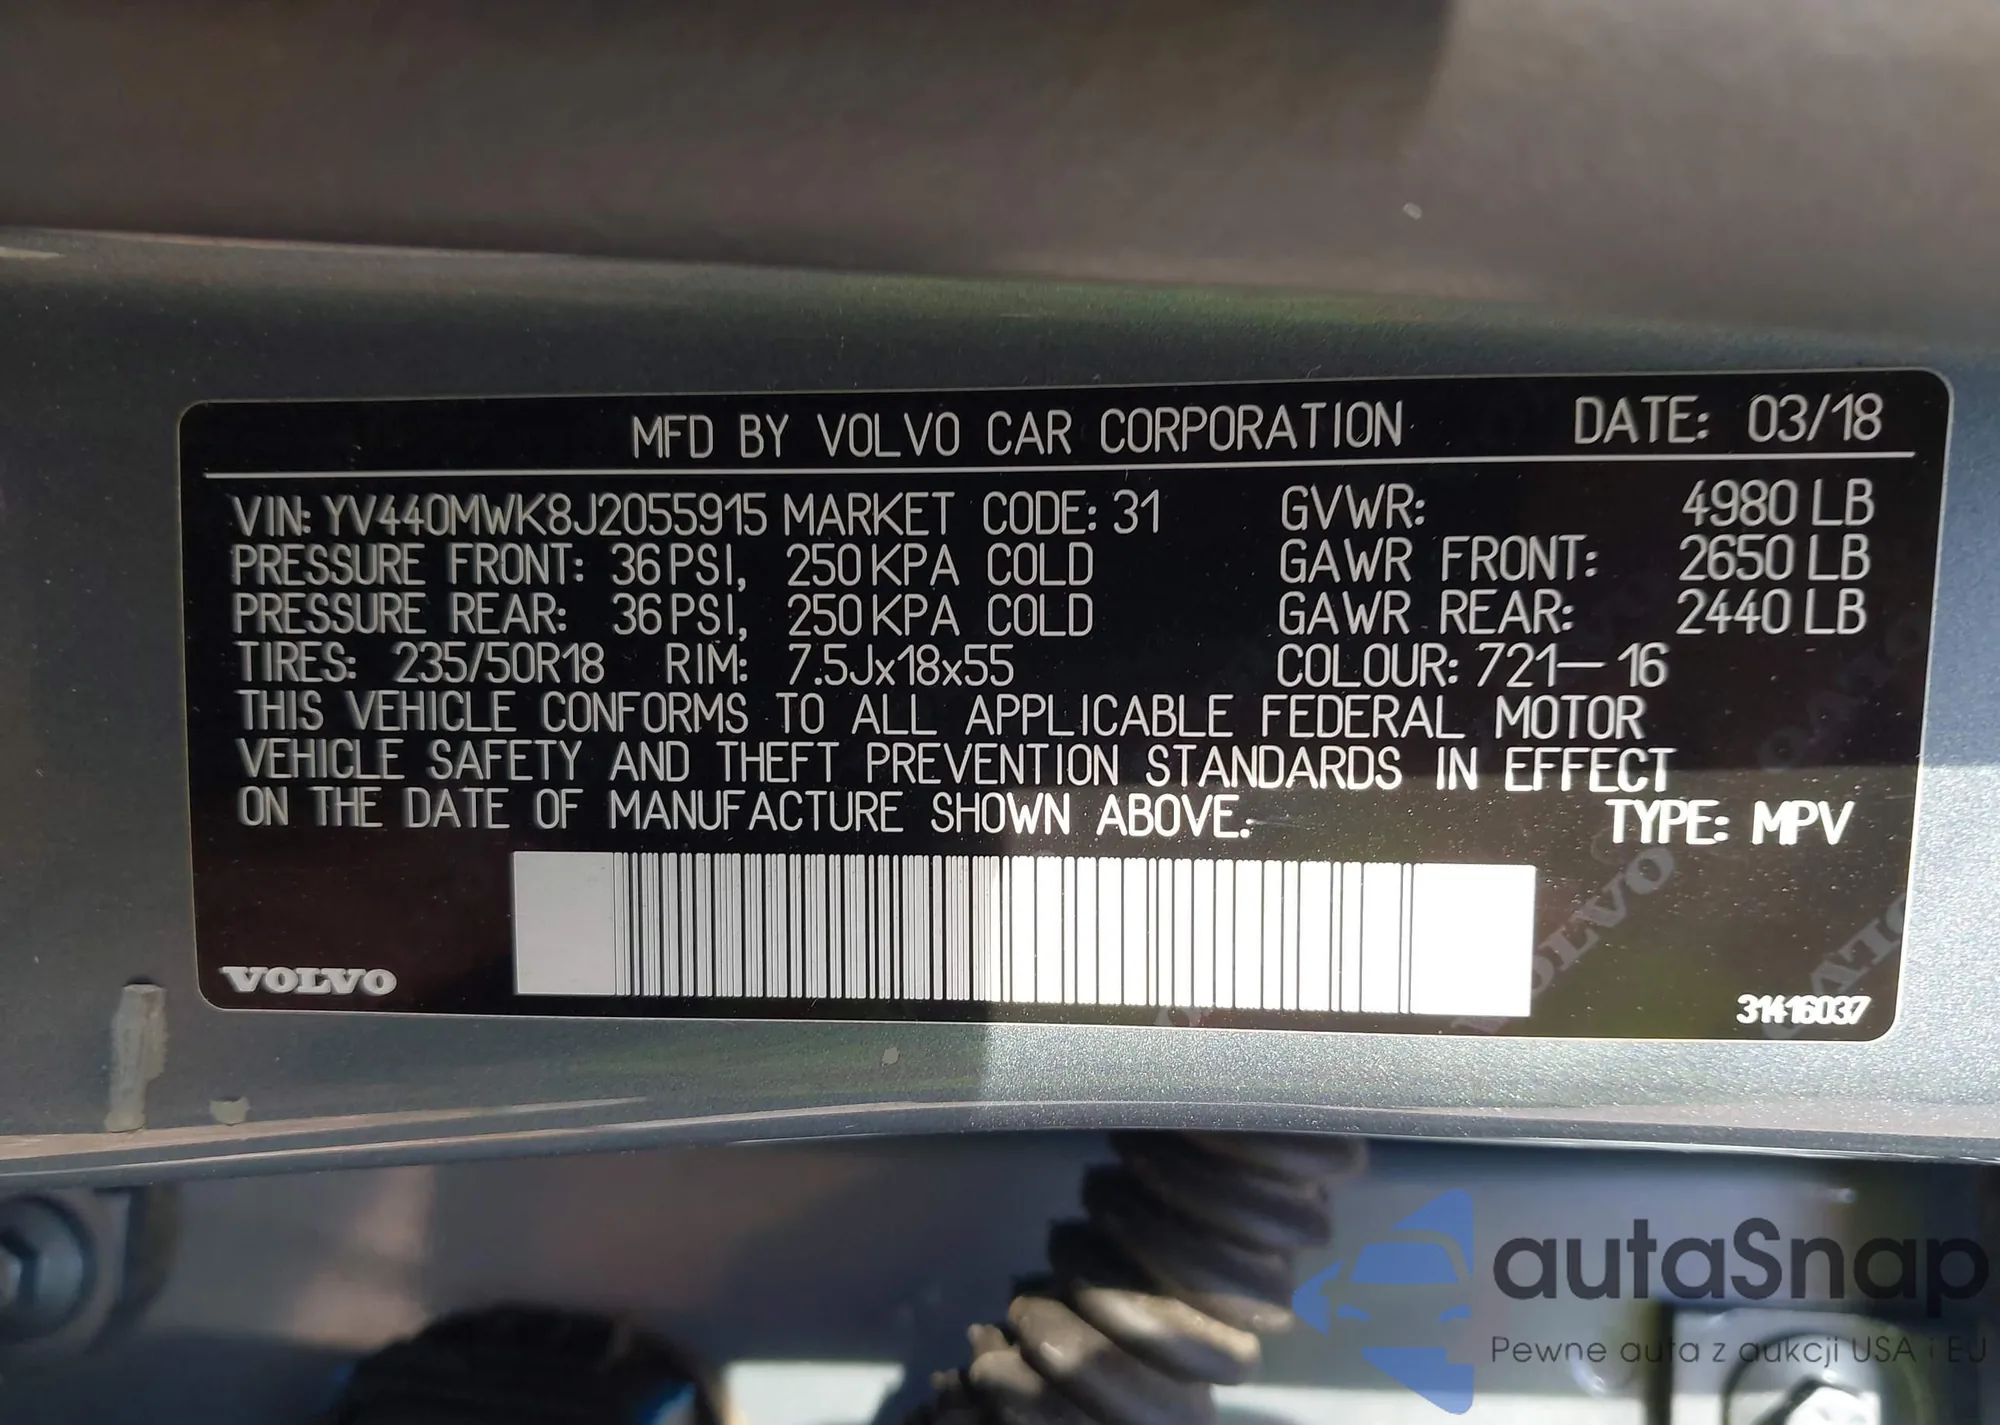 MFD BY VOLVO CAR CORPORATION DATE: 03/18
VIN: YV440MWK8J2055915 MARKET CODE: 31 GVWR: 4980 LB
PRESSURE FRONT: 36 PSI, 250 KPA COLD GAWR FRONT: 2650 LB
PRESSURE REAR: 36 PSI, 250 KPA COLD GAWR REAR: 2440 LB
TIRES: 235/50R18 RIM: 7.5Jx18x55 COLOUR: 721-16
THIS VEHICLE CONFORMS TO ALL APPLICABLE FEDERAL MOTOR
VEHICLE SAFETY AND THEFT PREVENTION STANDARDS IN EFFECT
ON THE DATE OF MANUFACTURE SHOWN ABOVE. TYPE: MPV
VOLVO
VOLVO
31416037
autaSnap
Pewne auta z aukcji USA i EU